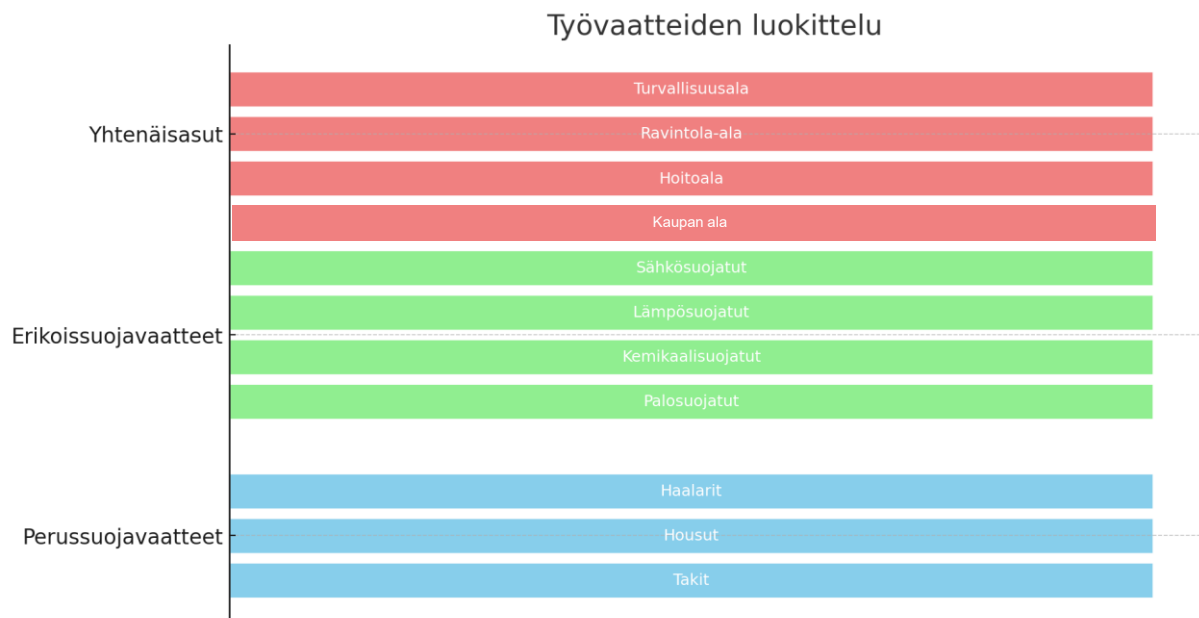 Työvaatteiden luokittelu
Yhtenäisasut
Turvallisuusala
Ravintola-ala
Hoitoala
Kaupan ala
Erikoissuojavaatteet
Sähkösuojatut
Lämpösuojatut
Kemikaalisuojatut
Palosuojatut
Perussuojavaatteet
Haalarit
Housut
Takit